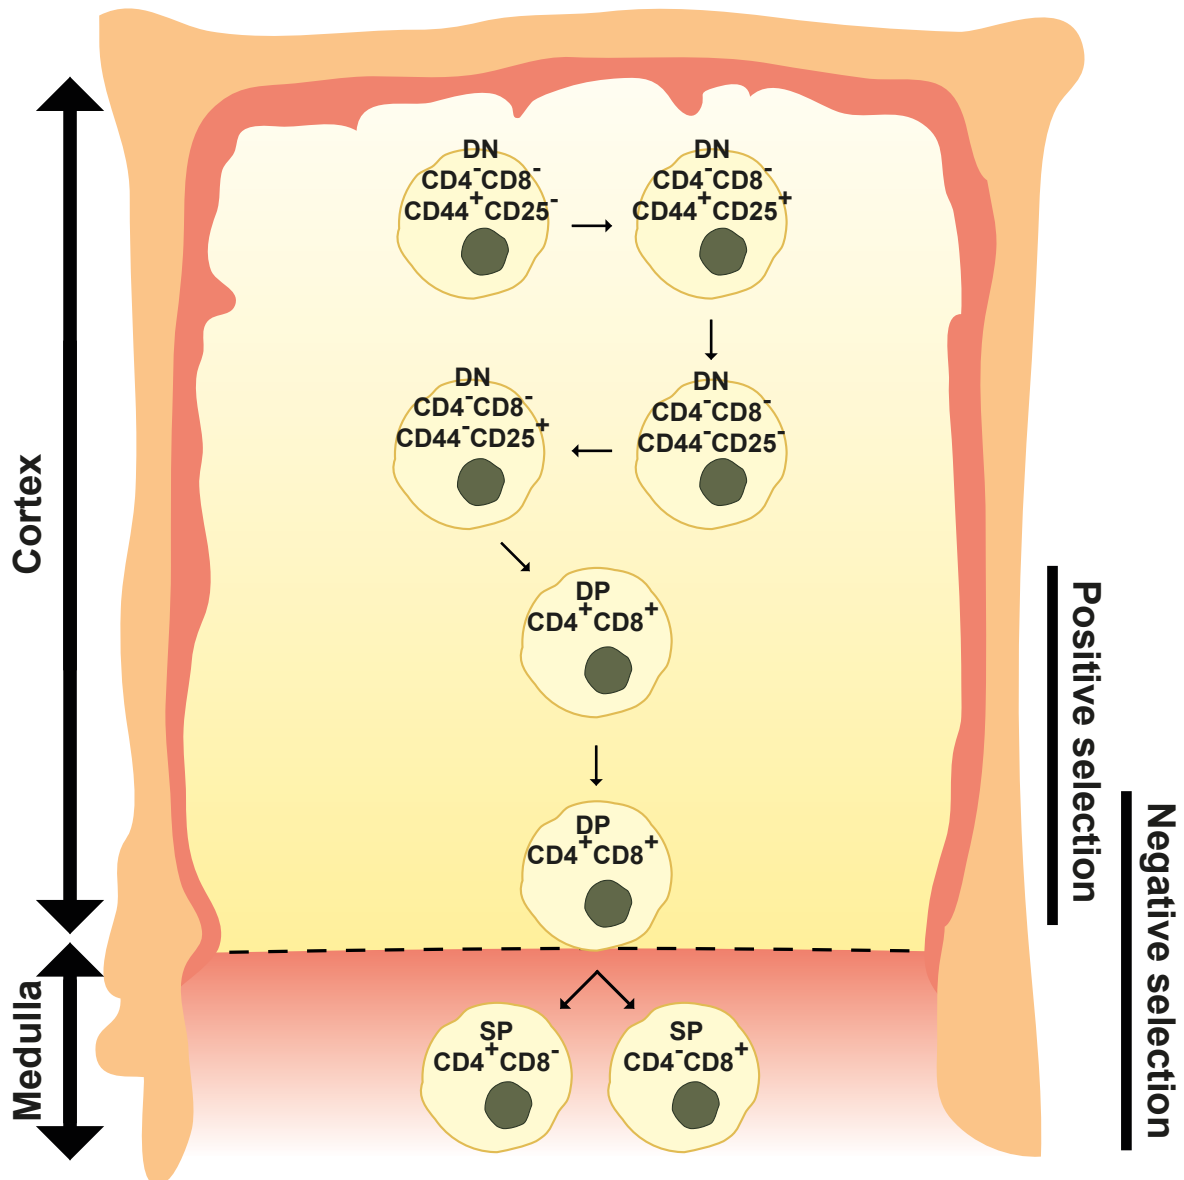 DN
CD4⁻CD8⁻
CD44⁺CD25⁻
DN
CD4⁻CD8⁻
CD44⁺CD25⁺
DN
CD4⁻CD8⁻
CD44⁻CD25⁺
DN
CD4⁻CD8⁻
CD44⁻CD25⁻
Cortex
DP
CD4⁺CD8⁺
Positive selection
DP
CD4⁺CD8⁺
Negative selection
Medulla
SP
CD4⁺CD8⁻
SP
CD4⁻CD8⁺